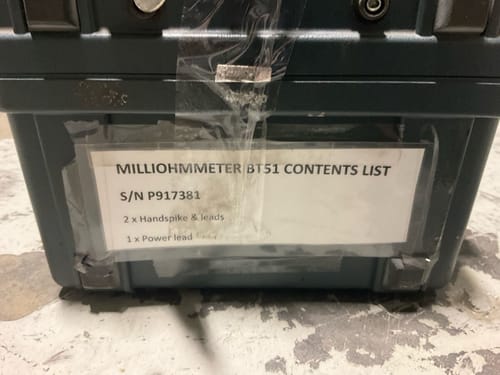 MILLIOHMMETER BT51 CONTENTS LIST
S/N P917381
2 x Handspike & leads
1 x Power lead